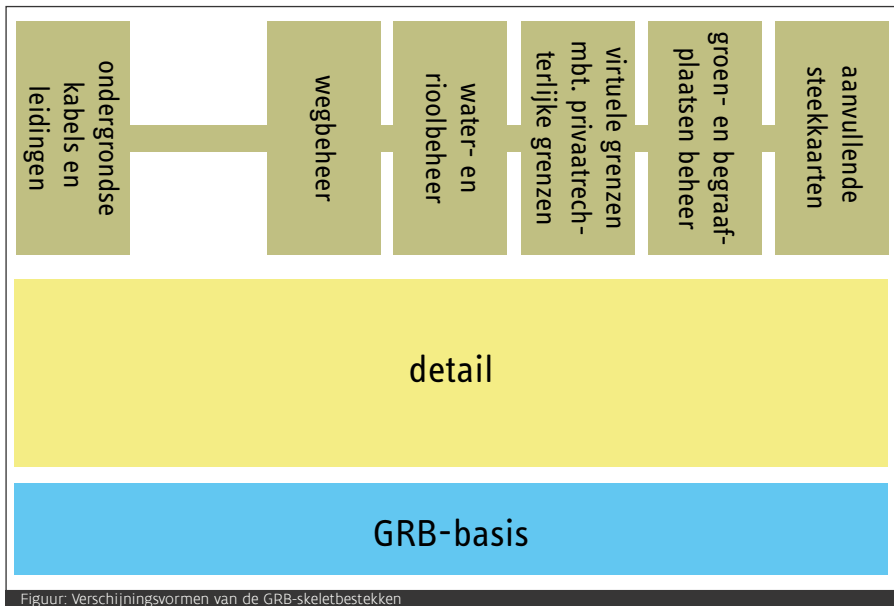 ondergrondse
kabels en
leidingen
wegbeheer
water- en
rioolbeheer
virtuele grenzen
mbt. privaatrech-
terlijke grenzen
groen- en begraaf-
plaatsen beheer
aanvullende
steekkaarten
detail
GRB-basis
Figuur: Verschijningsvormen van de GRB-skeletbestekken